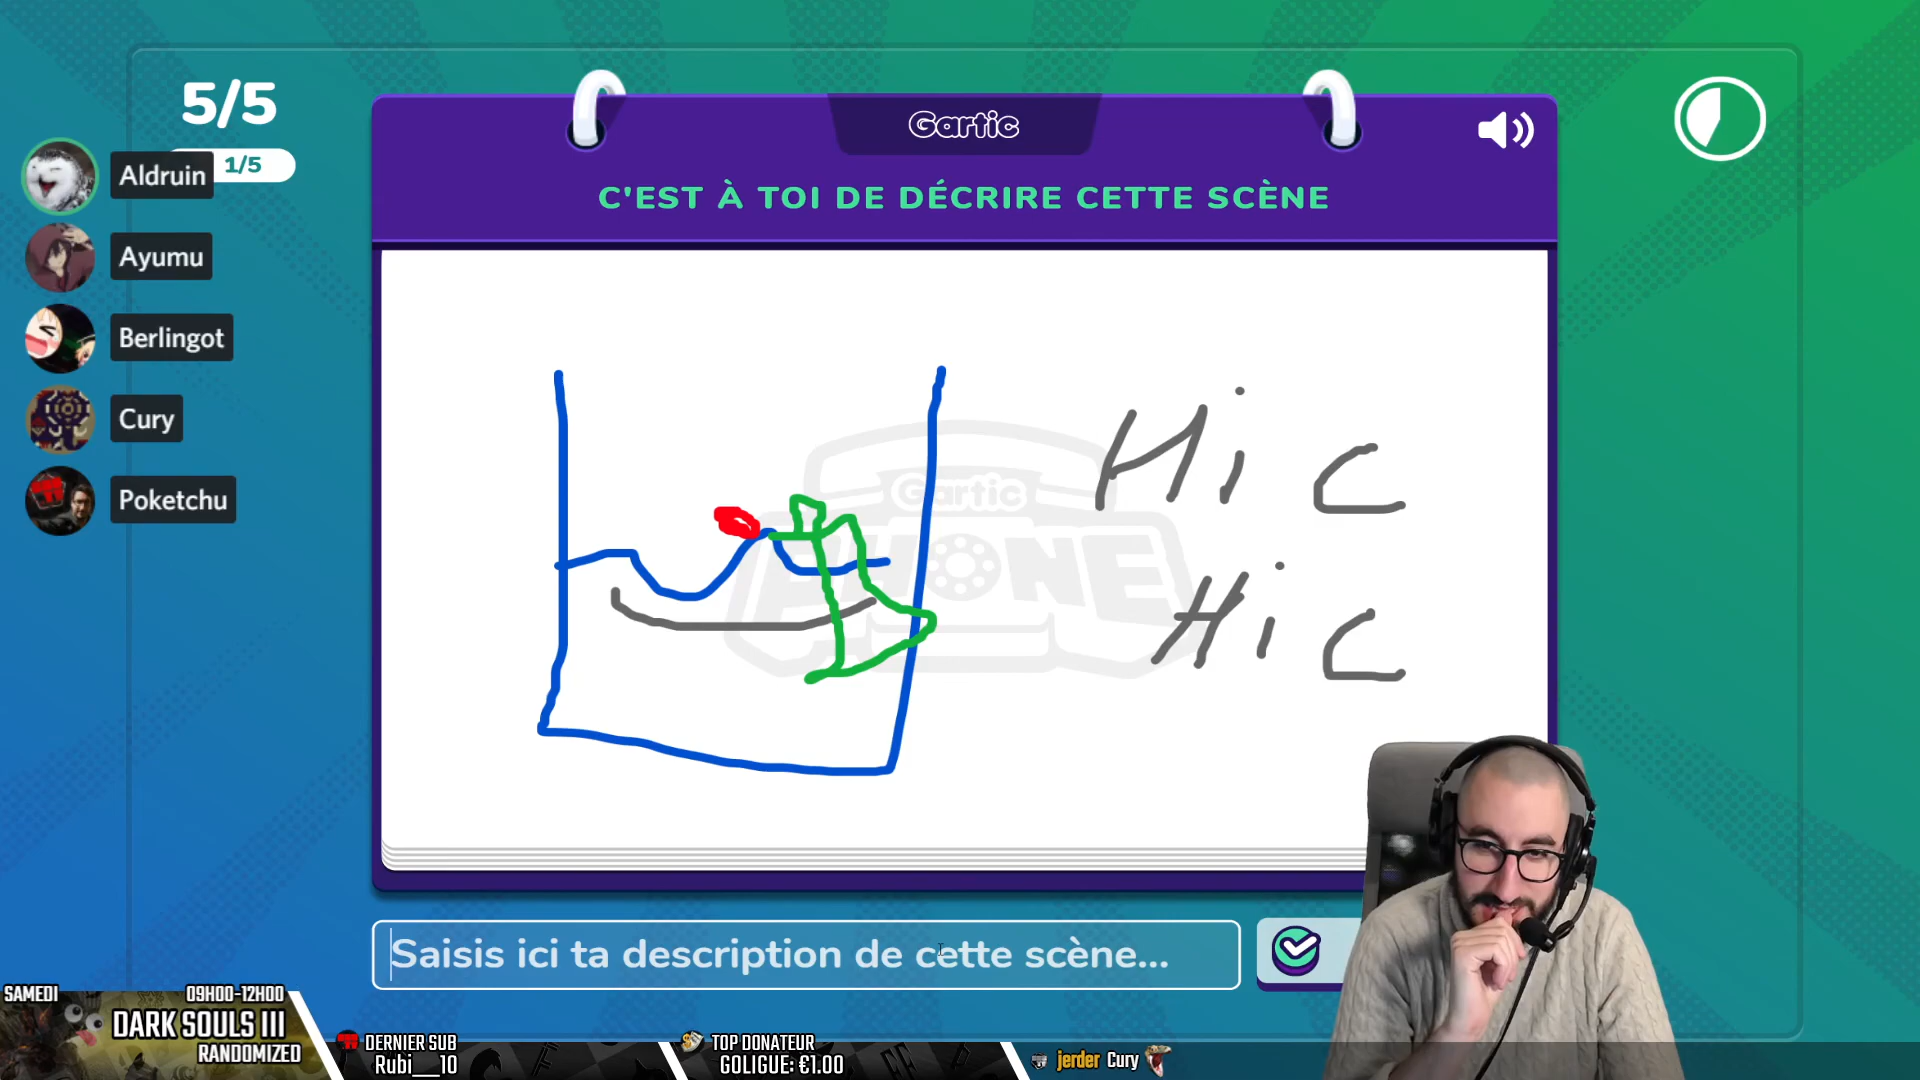 5/5
1/5
Aldruin
Ayumu
Berlingot
Cury
Poketchu
Gartic
C'EST À TOI DE DÉCRIRE CETTE SCÈNE
Gartic
PHONE
Hic
Hic
Saisis ici ta description de cette scène...
SAMEDI
09H00-12H00
DARK SOULS III
RANDOMIZED
DERNIER SUB
Rubi__10
TOP DONATEUR
GOLIGUE: €1.00
jerder Cury